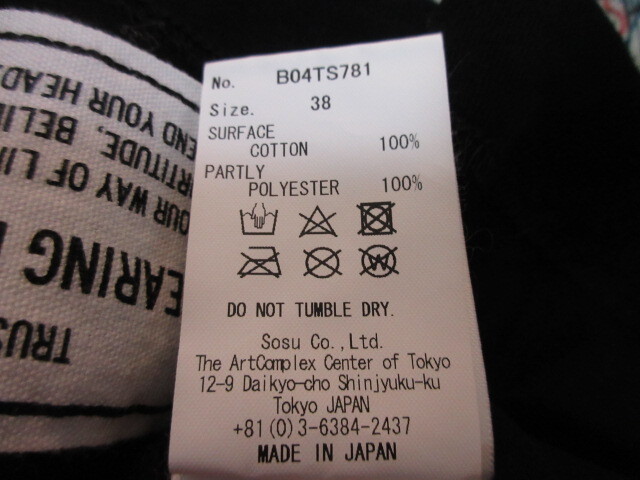 No. B04TS781
Size. 38
SURFACE
COTTON 100%
PARTLY
POLYESTER 100%
W
DO NOT TUMBLE DRY.
Sosu Co.,Ltd.
The ArtComplex Center of Tokyo
12-9 Daikyo-cho Shinjyuku-ku
Tokyo JAPAN
+81(0)3-6384-2437
MADE IN JAPAN
TRUS
EARING
OUR WAY OF LI
RTITUDE, BELI
END YOUR HEAD